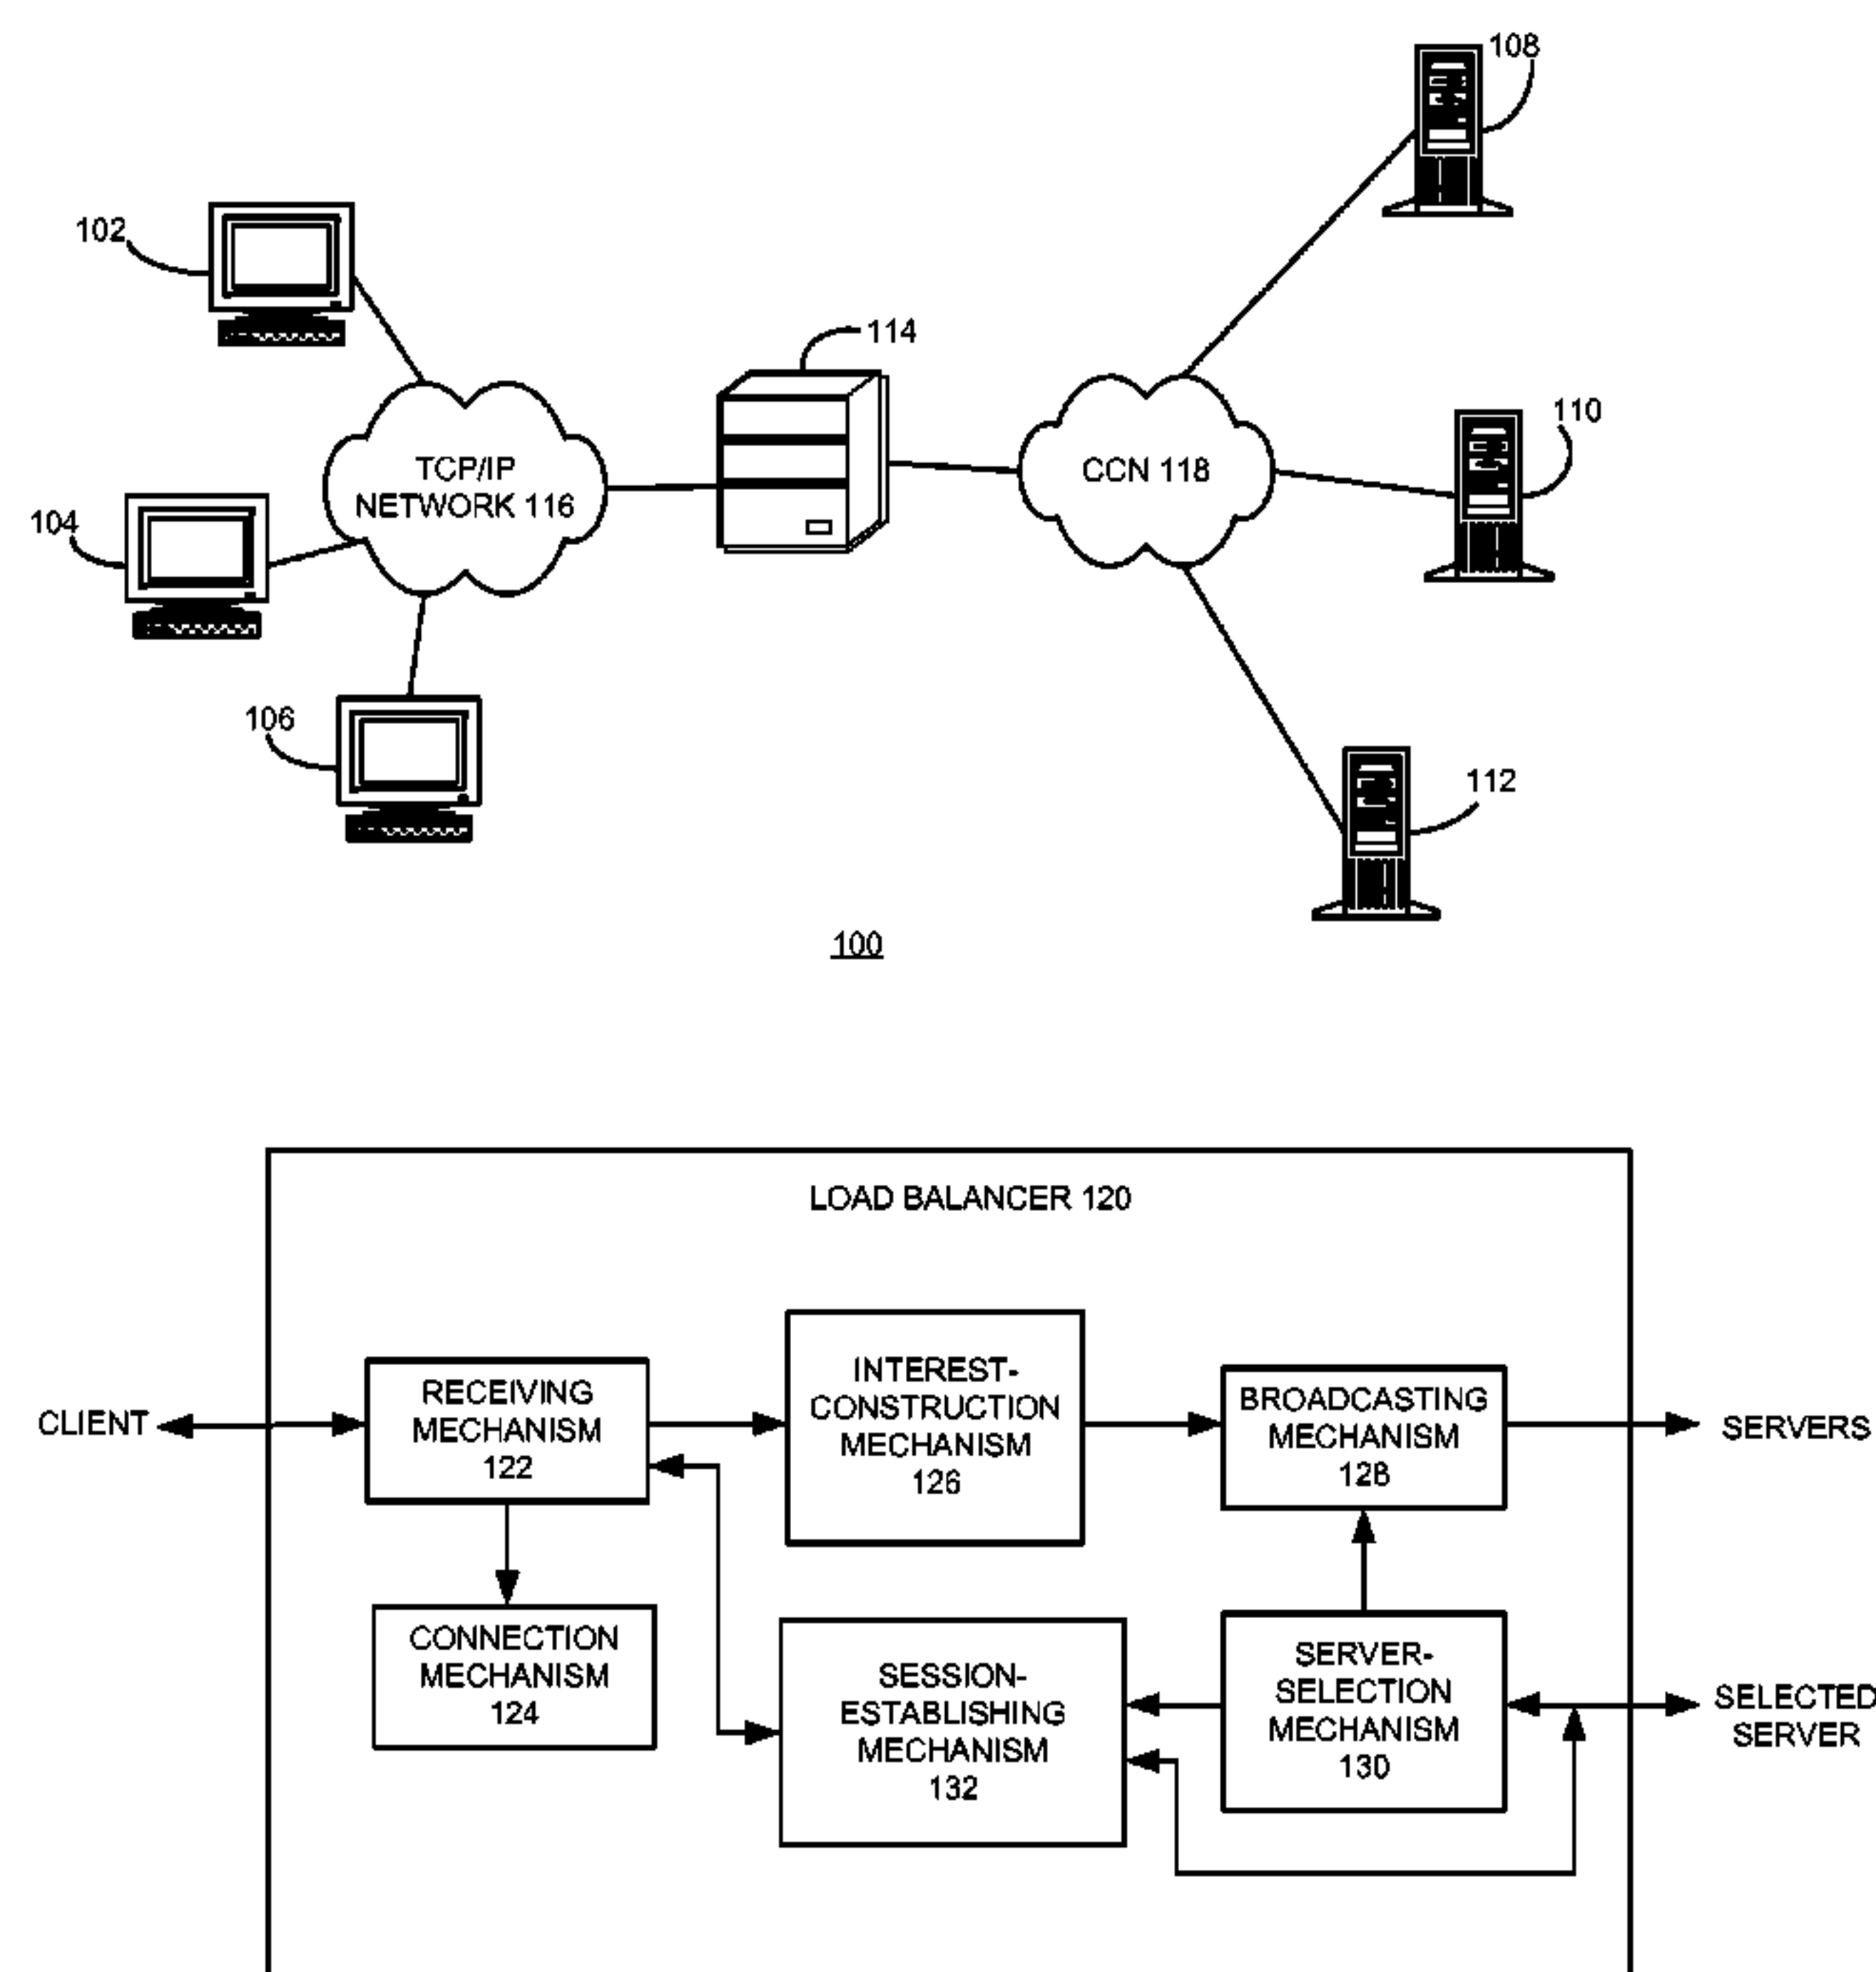 108
102
114
110
TCP/IP
NETWORK 116
CCN 118
104
106
112
100
LOAD BALANCER 120
CLIENT
RECEIVING
MECHANISM
122
INTEREST-
CONSTRUCTION
MECHANISM
126
BROADCASTING
MECHANISM
128
SERVERS
CONNECTION
MECHANISM
124
SESSION-
ESTABLISHING
MECHANISM
132
SERVER-
SELECTION
MECHANISM
130
SELECTED
SERVER